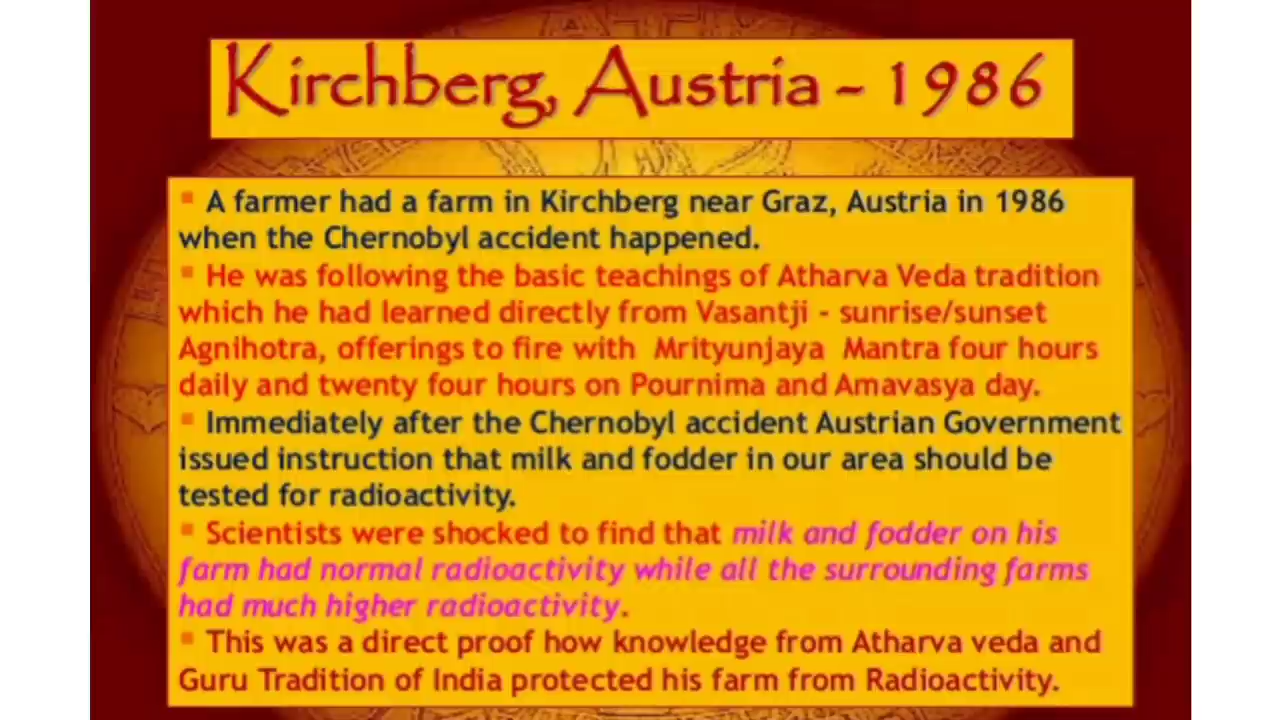 Kirchberg, Austria - 1986
▪ A farmer had a farm in Kirchberg near Graz, Austria in 1986
when the Chernobyl accident happened.
▪ He was following the basic teachings of Atharva Veda tradition
which he had learned directly from Vasantji - sunrise/sunset
Agnihotra, offerings to fire with Mrityunjaya Mantra four hours
daily and twenty four hours on Pournima and Amavasya day.
▪ Immediately after the Chernobyl accident Austrian Government
issued instruction that milk and fodder in our area should be
tested for radioactivity.
▪ Scientists were shocked to find that milk and fodder on his
farm had normal radioactivity while all the surrounding farms
had much higher radioactivity.
▪ This was a direct proof how knowledge from Atharva veda and
Guru Tradition of India protected his farm from Radioactivity.